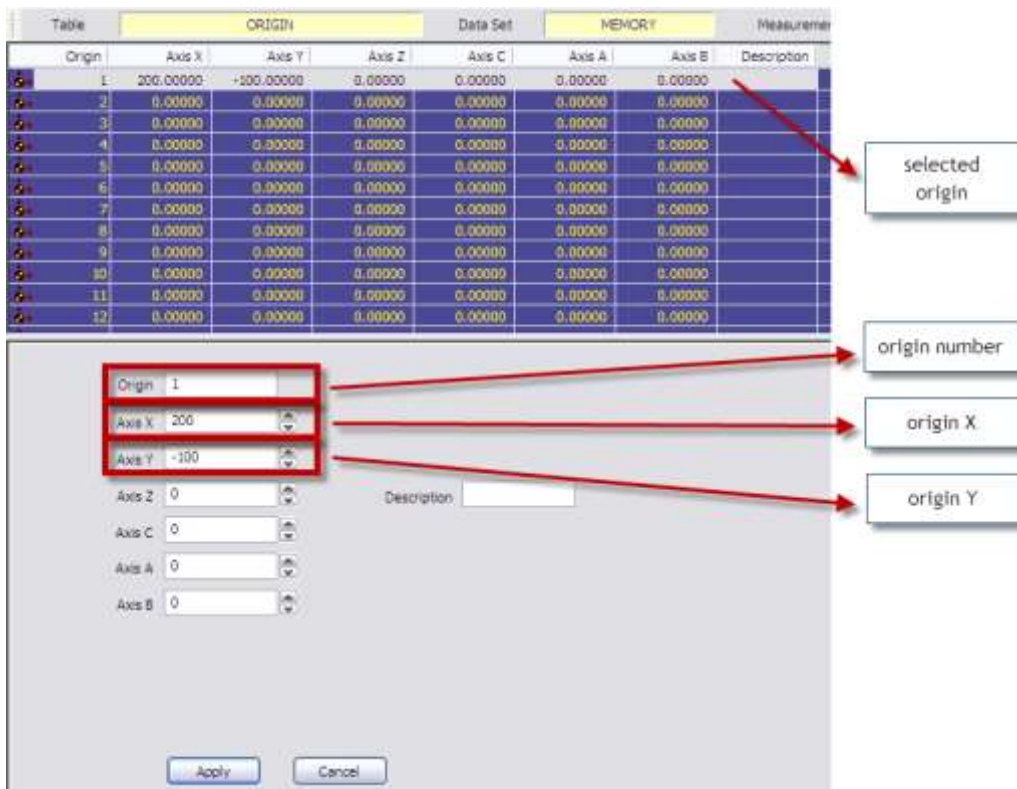 Table ORIGIN Data Set MEMORY Measureme
Origin Axis X Axis Y Axis Z Axis C Axis A Axis B Description
1 200.00000 -100.00000 0.00000 0.00000 0.00000 0.00000
2 0.00000 0.00000 0.00000 0.00000 0.00000 0.00000
3 0.00000 0.00000 0.00000 0.00000 0.00000 0.00000
4 0.00000 0.00000 0.00000 0.00000 0.00000 0.00000
5 0.00000 0.00000 0.00000 0.00000 0.00000 0.00000
6 0.00000 0.00000 0.00000 0.00000 0.00000 0.00000
7 0.00000 0.00000 0.00000 0.00000 0.00000 0.00000
8 0.00000 0.00000 0.00000 0.00000 0.00000 0.00000
9 0.00000 0.00000 0.00000 0.00000 0.00000 0.00000
10 0.00000 0.00000 0.00000 0.00000 0.00000 0.00000
11 0.00000 0.00000 0.00000 0.00000 0.00000 0.00000
12 0.00000 0.00000 0.00000 0.00000 0.00000 0.00000
selected
origin
origin number
origin X
origin Y
Origin 1
Axis X 200
Axis Y -100
Axis Z 0 Description
Axis C 0
Axis A 0
Axis B 0
Apply Cancel